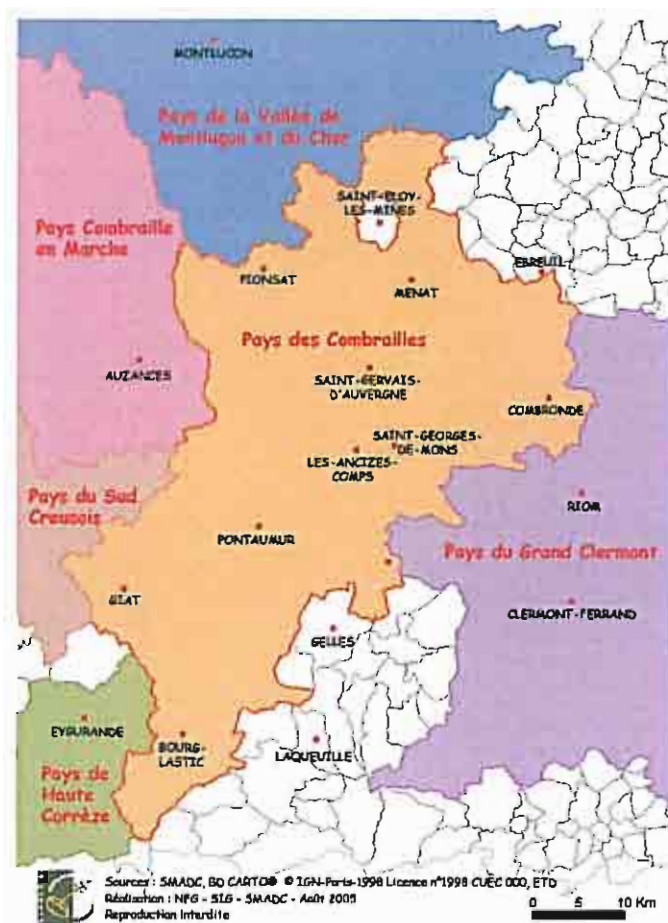 MONTLUCON
Pays de la Vallée de
Montluçon et du Cher
SAINT-ELOY-
LES-MINES
Pays Combraille
en Marche
EBREUIL
PIONSAT
MENAT
Pays des Combrailles
AUZANCES
SAINT-GERVAIS-
D'AUVERGNE
COMBRONDE
SAINT-GEORGES-
DE-MONS
LES-ANCIZES-
COMPS
Pays du Sud
Creusois
RIOM
PONTAUMUR
Pays du Grand Clermont
GIAT
CLERMONT-FERRAND
GELLES
EYGURANDE
BOURG-
LASTIC
LAQUEUILLE
Pays de
Haute
Corrèze
Sources : SMADC, BD CARTO® © IGN-Paris-1998 Licence n°1998 CUEC 000, ETD
Réalisation : NFG - SIG - SMADC - Août 2005
Reproduction Interdite
0 5 10 Km